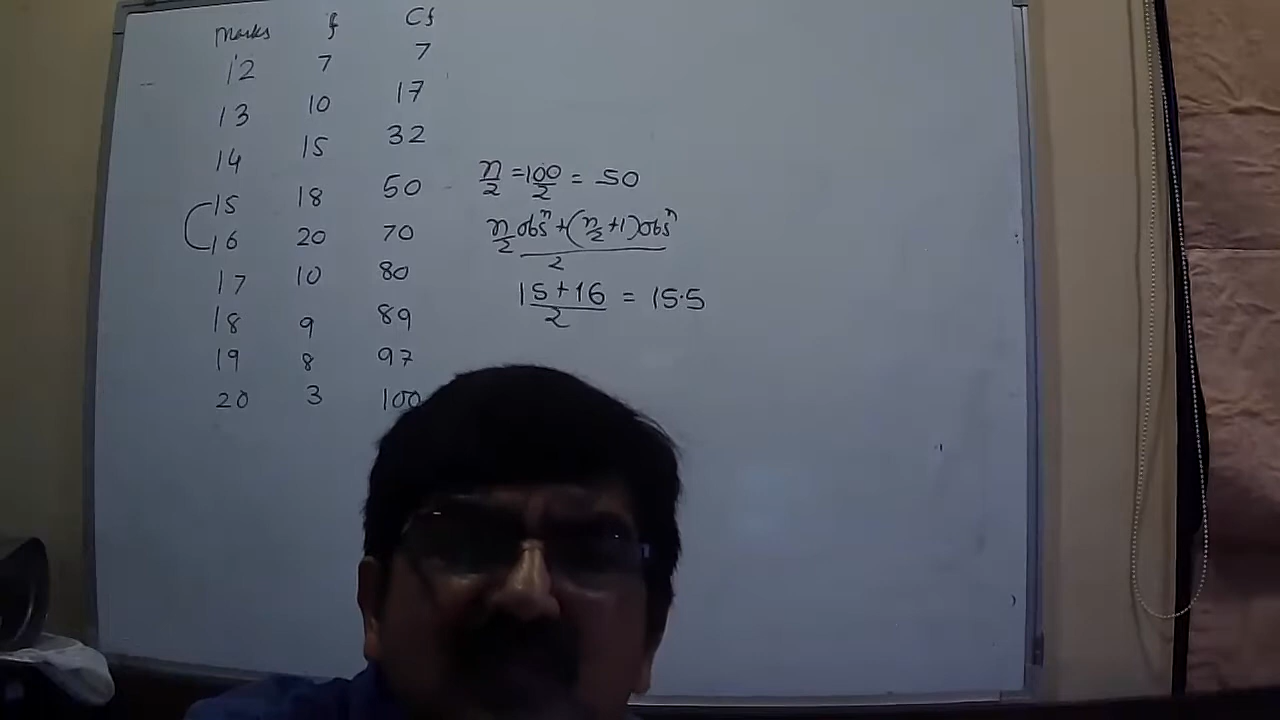 Marks f Cf
12 7 7
13 10 17
14 15 32
15 18 50
16 20 70
17 10 80
18 9 89
19 8 97
20 3 100
n/2 = 100/2 = 50
n/2 obsⁿ + (n/2 + 1) obsⁿ
2
15 + 16 / 2 = 15.5